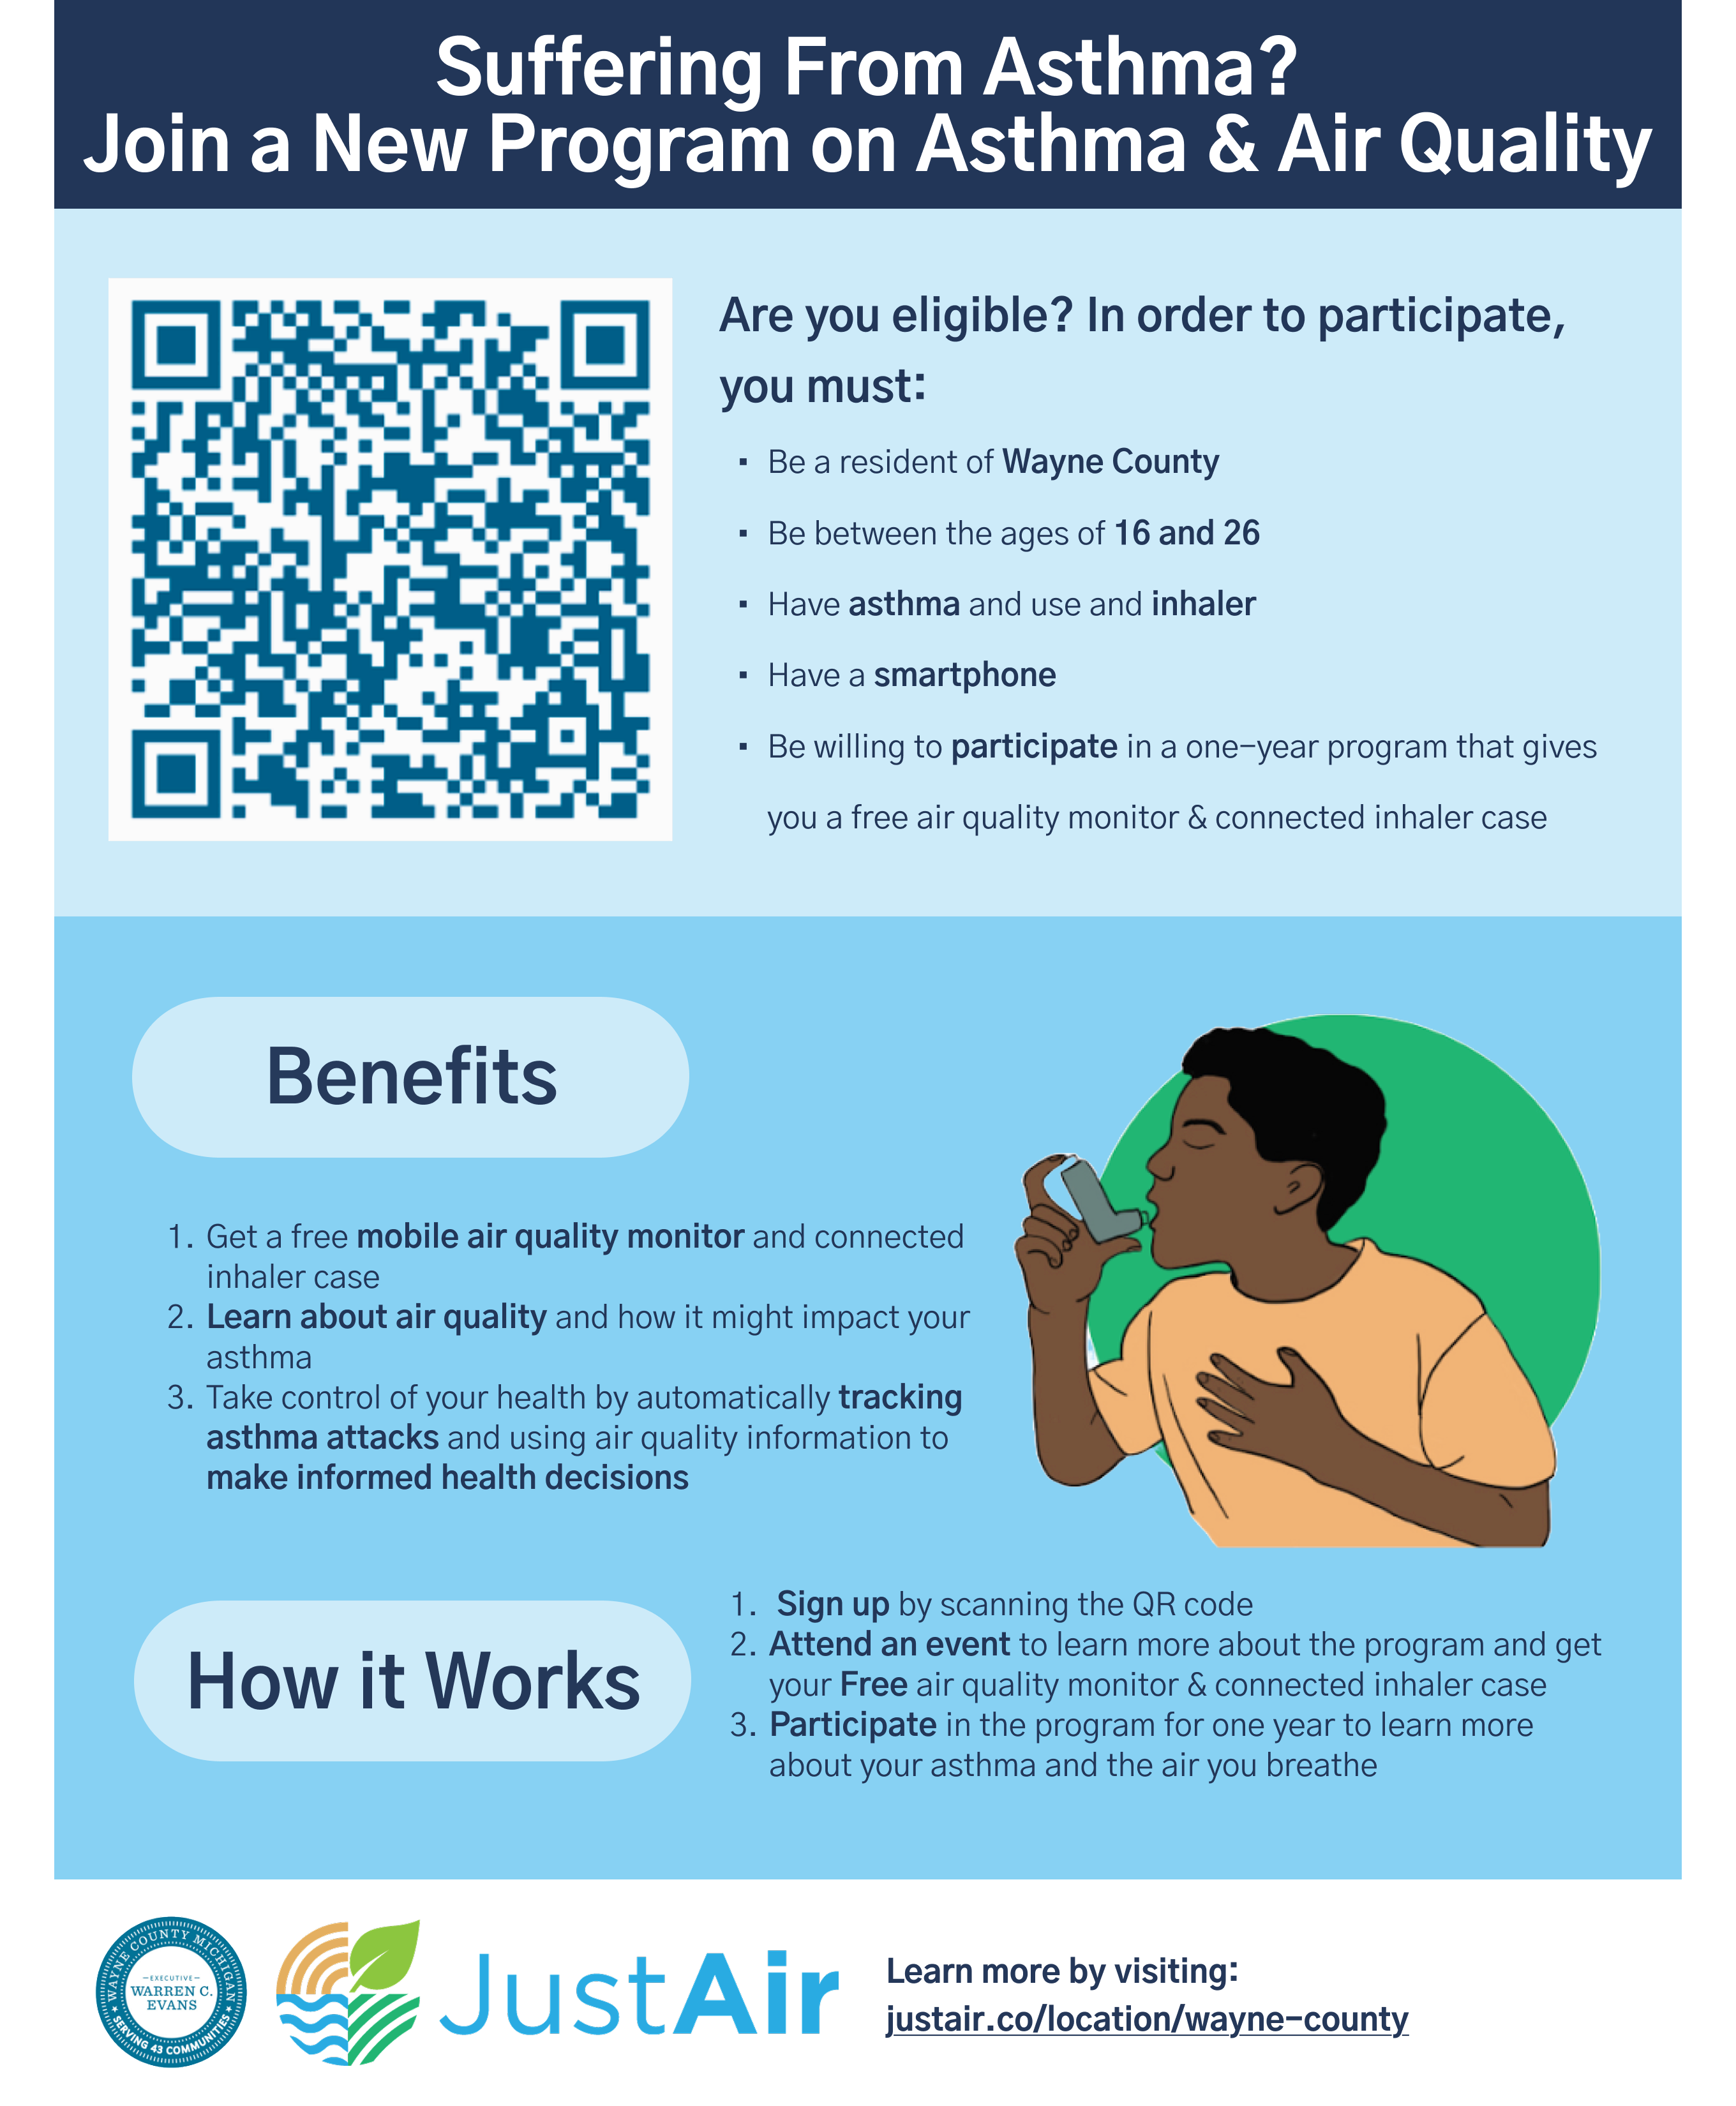 Suffering From Asthma?
Join a New Program on Asthma & Air Quality
Are you eligible? In order to participate,
you must:
▪ Be a resident of Wayne County
▪ Be between the ages of 16 and 26
▪ Have asthma and use and inhaler
▪ Have a smartphone
▪ Be willing to participate in a one-year program that gives
you a free air quality monitor & connected inhaler case
Benefits
1. Get a free mobile air quality monitor and connected
inhaler case
2. Learn about air quality and how it might impact your
asthma
3. Take control of your health by automatically tracking
asthma attacks and using air quality information to
make informed health decisions
How it Works
1. Sign up by scanning the QR code
2. Attend an event to learn more about the program and get
your Free air quality monitor & connected inhaler case
3. Participate in the program for one year to learn more
about your asthma and the air you breathe
WAYNE COUNTY MICHIGAN
EXECUTIVE
WARREN C.
EVANS
SERVING 43 COMMUNITIES
JustAir
Learn more by visiting:
justair.co/location/wayne-county